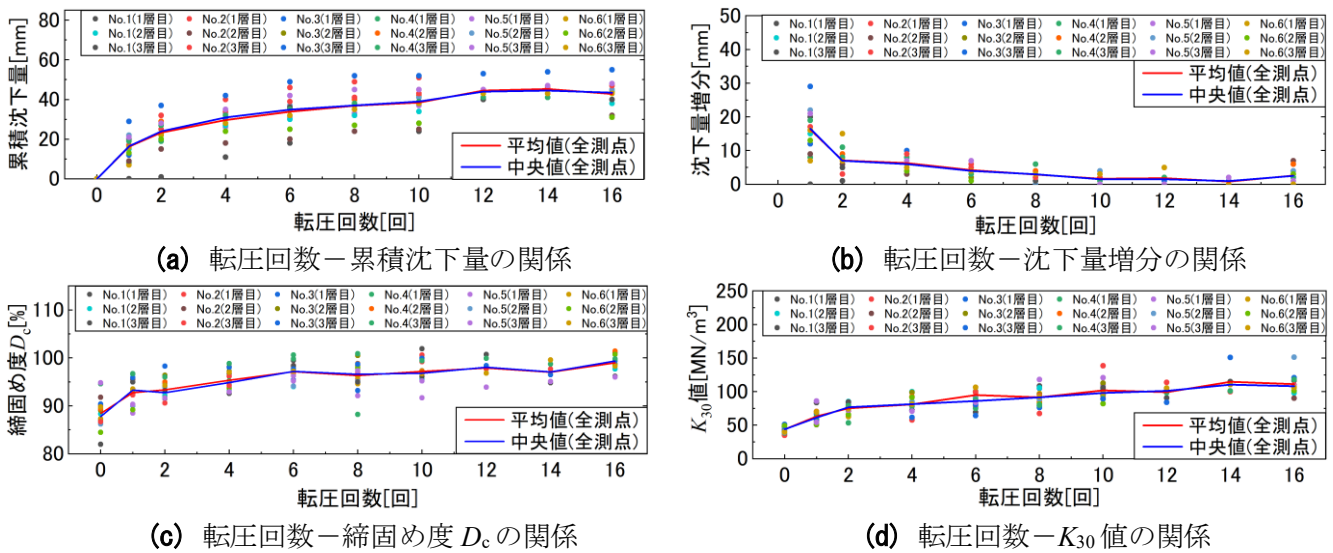 80
60
40
20
0
累積沈下量[mm]
No.1(1層目) No.2(1層目) No.3(1層目) No.4(1層目) No.5(1層目) No.6(1層目)
No.1(2層目) No.2(2層目) No.3(2層目) No.4(2層目) No.5(2層目) No.6(2層目)
No.1(3層目) No.2(3層目) No.3(3層目) No.4(3層目) No.5(3層目) No.6(3層目)
平均値(全測点)
中央値(全測点)
0 2 4 6 8 10 12 14 16
転圧回数[回]
(a) 転圧回数－累積沈下量の関係
50
40
30
20
10
0
沈下量増分[mm]
No.1(1層目) No.2(1層目) No.3(1層目) No.4(1層目) No.5(1層目) No.6(1層目)
No.1(2層目) No.2(2層目) No.3(2層目) No.4(2層目) No.5(2層目) No.6(2層目)
No.1(3層目) No.2(3層目) No.3(3層目) No.4(3層目) No.5(3層目) No.6(3層目)
平均値(全測点)
中央値(全測点)
0 2 4 6 8 10 12 14 16
転圧回数[回]
(b) 転圧回数－沈下量増分の関係
110
100
90
80
締固め度Dc[%]
No.1(1層目) No.2(1層目) No.3(1層目) No.4(1層目) No.5(1層目) No.6(1層目)
No.1(2層目) No.2(2層目) No.3(2層目) No.4(2層目) No.5(2層目) No.6(2層目)
No.1(3層目) No.2(3層目) No.3(3層目) No.4(3層目) No.5(3層目) No.6(3層目)
平均値(全測点)
中央値(全測点)
0 2 4 6 8 10 12 14 16
転圧回数[回]
(c) 転圧回数－締固め度 Dc の関係
250
200
150
100
50
0
K30値[MN/m³]
No.1(1層目) No.2(1層目) No.3(1層目) No.4(1層目) No.5(1層目) No.6(1層目)
No.1(2層目) No.2(2層目) No.3(2層目) No.4(2層目) No.5(2層目) No.6(2層目)
No.1(3層目) No.2(3層目) No.3(3層目) No.4(3層目) No.5(3層目) No.6(3層目)
平均値(全測点)
中央値(全測点)
0 2 4 6 8 10 12 14 16
転圧回数[回]
(d) 転圧回数－K30 値の関係